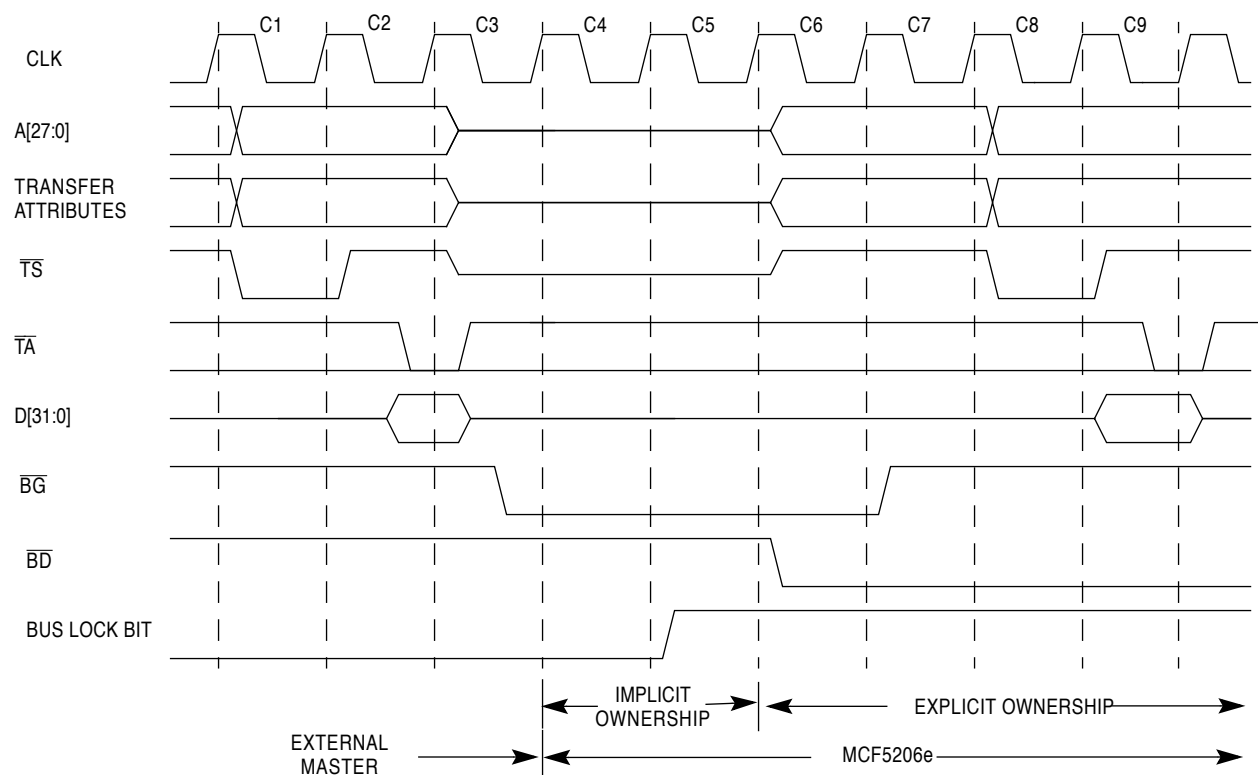 C1 C2 C3 C4 C5 C6 C7 C8 C9
CLK
A[27:0]
TRANSFER
ATTRIBUTES
TS
TA
D[31:0]
BG
BD
BUS LOCK BIT
IMPLICIT
OWNERSHIP
EXPLICIT OWNERSHIP
EXTERNAL
MASTER
MCF5206e